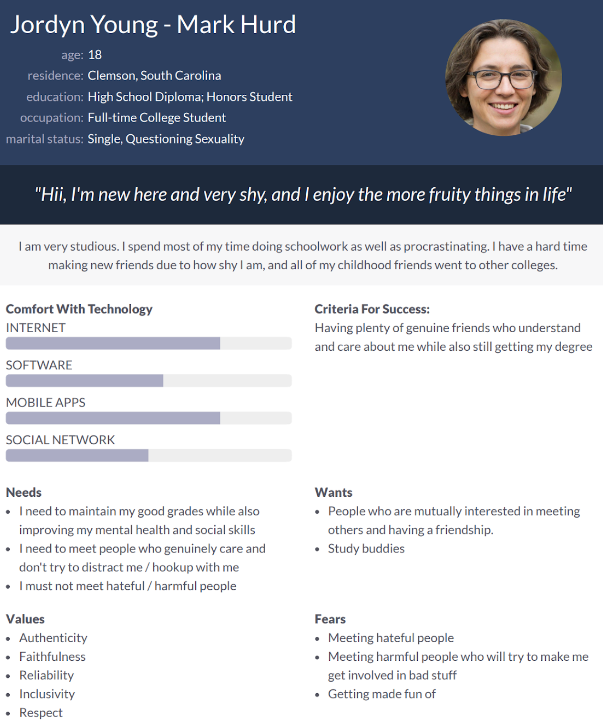 Jordyn Young - Mark Hurd
age: 18
residence: Clemson, South Carolina
education: High School Diploma; Honors Student
occupation: Full-time College Student
marital status: Single, Questioning Sexuality
"Hii, I'm new here and very shy, and I enjoy the more fruity things in life"
I am very studious. I spend most of my time doing schoolwork as well as procrastinating. I have a hard time
making new friends due to how shy I am, and all of my childhood friends went to other colleges.
Comfort With Technology
INTERNET
SOFTWARE
MOBILE APPS
SOCIAL NETWORK
Criteria For Success:
Having plenty of genuine friends who understand
and care about me while also still getting my degree
Needs
• I need to maintain my good grades while also
improving my mental health and social skills
• I need to meet people who genuinely care and
don't try to distract me / hookup with me
• I must not meet hateful / harmful people
Wants
• People who are mutually interested in meeting
others and having a friendship.
• Study buddies
Values
• Authenticity
• Faithfulness
• Reliability
• Inclusivity
• Respect
Fears
• Meeting hateful people
• Meeting harmful people who will try to make me
get involved in bad stuff
• Getting made fun of